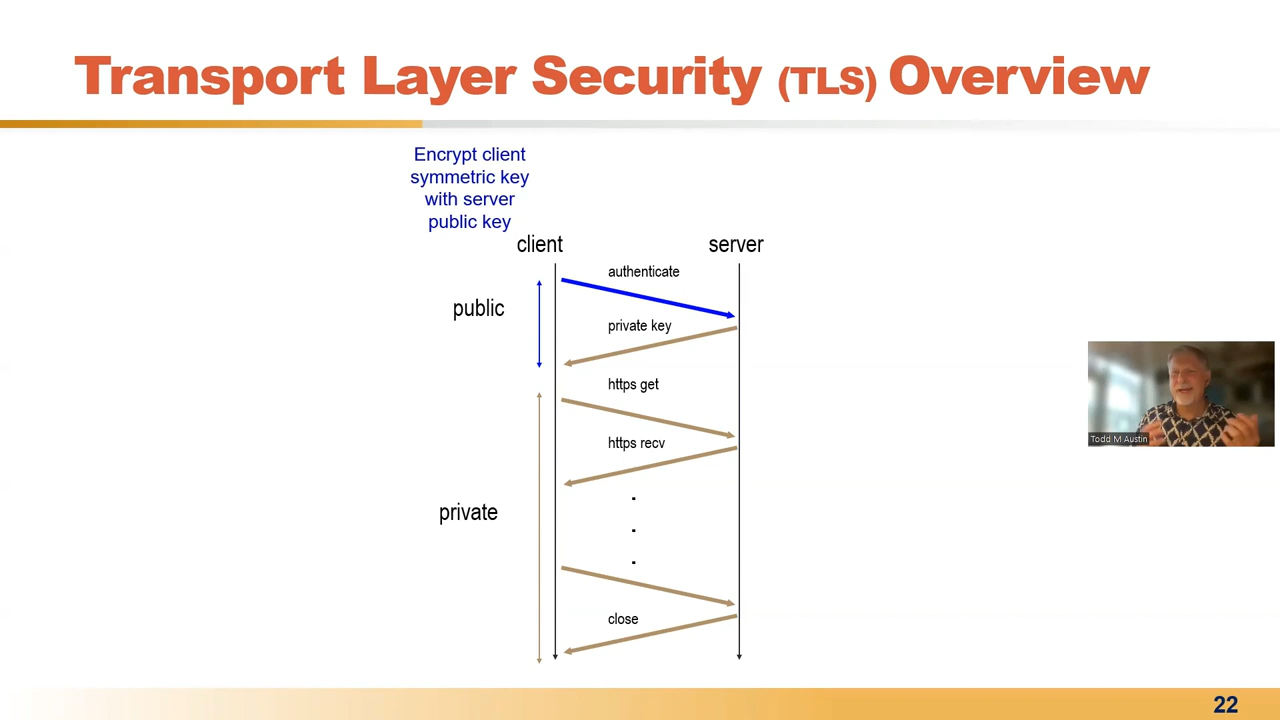 Transport Layer Security (TLS) Overview
Encrypt client
symmetric key
with server
public key
client
server
authenticate
public
private key
https get
https recv
private
close
Todd M Austin
22